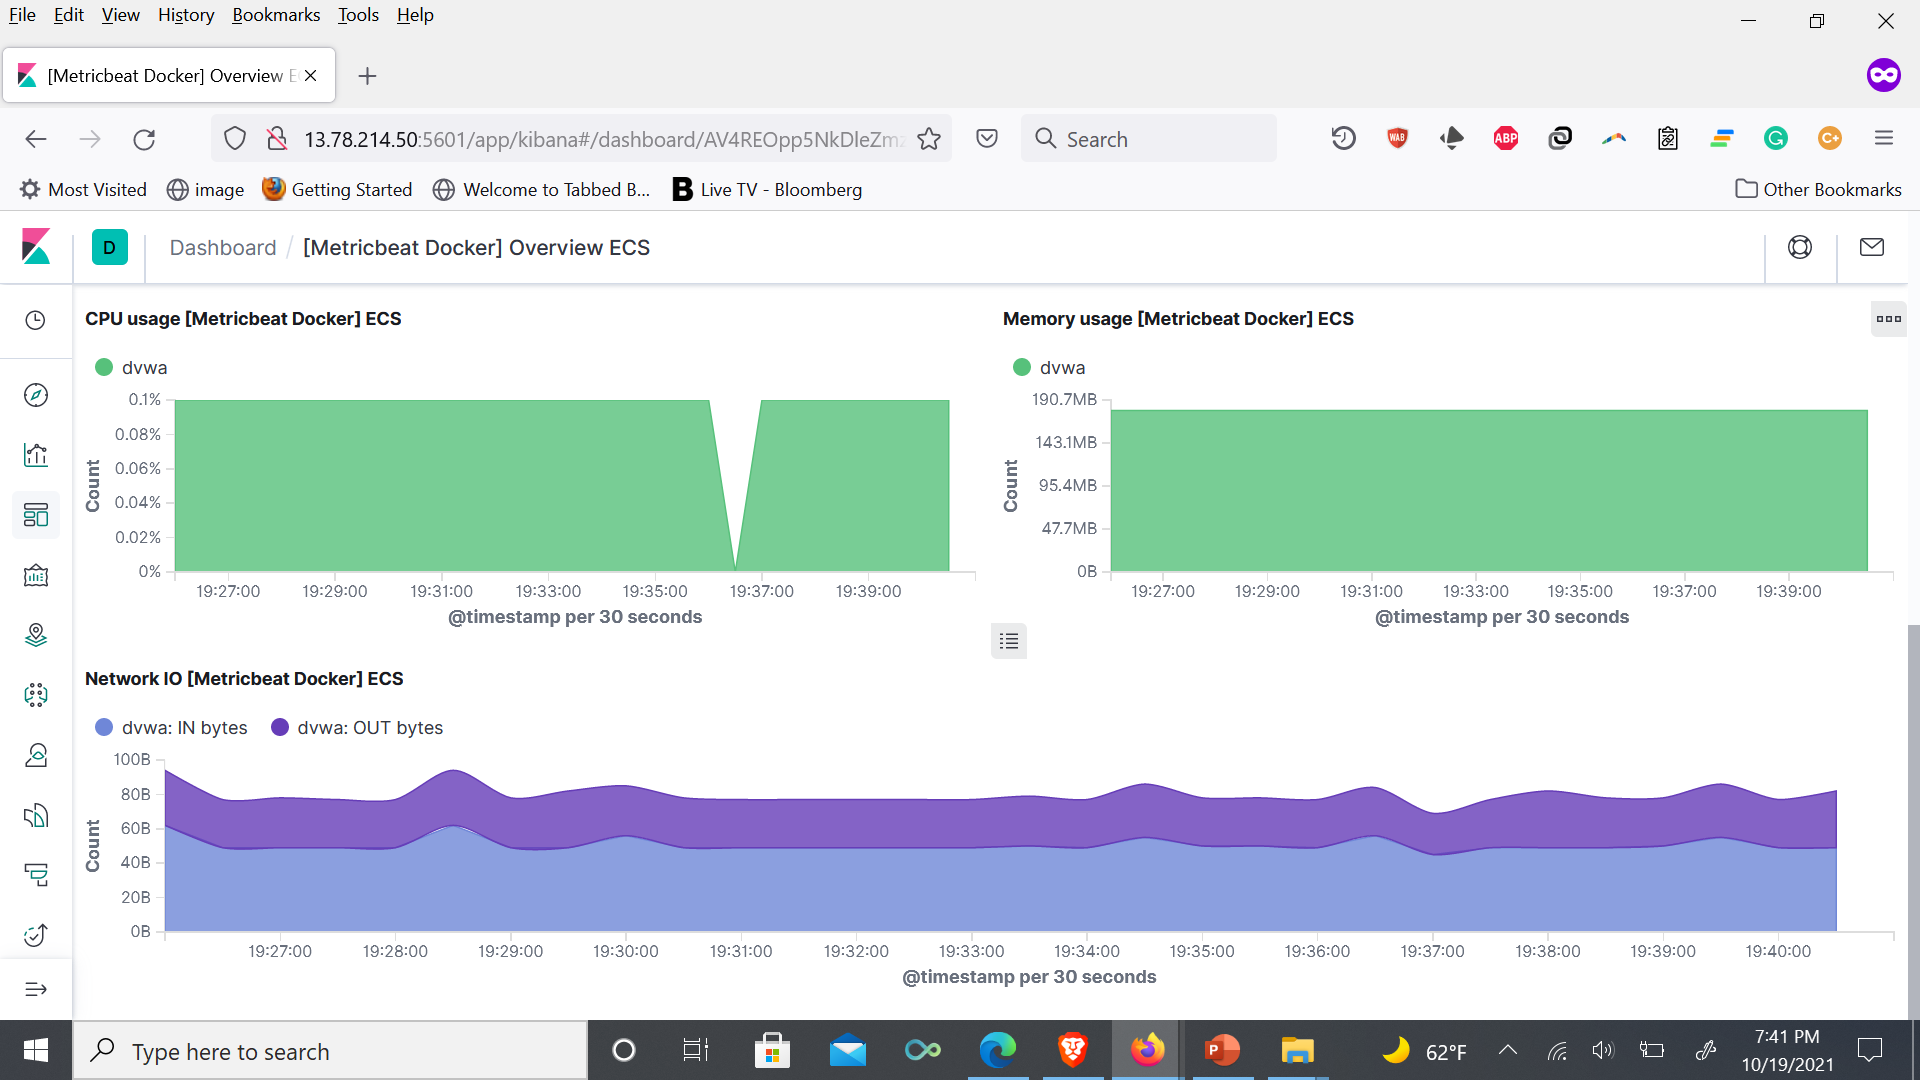 File Edit View History Bookmarks Tools Help
[Metricbeat Docker] Overview E
13.78.214.50:5601/app/kibana#/dashboard/AV4REOpp5NkDleZm
Search
WAB
ABP
G
C+
Most Visited
image
Getting Started
Welcome to Tabbed B...
B
Live TV - Bloomberg
Other Bookmarks
D
Dashboard / [Metricbeat Docker] Overview ECS
CPU usage [Metricbeat Docker] ECS
dvwa
0.1%
0.08%
0.06%
0.04%
0.02%
0%
Count
19:27:00 19:29:00 19:31:00 19:33:00 19:35:00 19:37:00 19:39:00
@timestamp per 30 seconds
Memory usage [Metricbeat Docker] ECS
dvwa
190.7MB
143.1MB
95.4MB
47.7MB
0B
Count
19:27:00 19:29:00 19:31:00 19:33:00 19:35:00 19:37:00 19:39:00
@timestamp per 30 seconds
Network IO [Metricbeat Docker] ECS
dvwa: IN bytes dvwa: OUT bytes
100B
80B
60B
40B
20B
0B
Count
19:27:00 19:28:00 19:29:00 19:30:00 19:31:00 19:32:00 19:33:00 19:34:00 19:35:00 19:36:00 19:37:00 19:38:00 19:39:00 19:40:00
@timestamp per 30 seconds
Type here to search
P
62°F
7:41 PM
10/19/2021